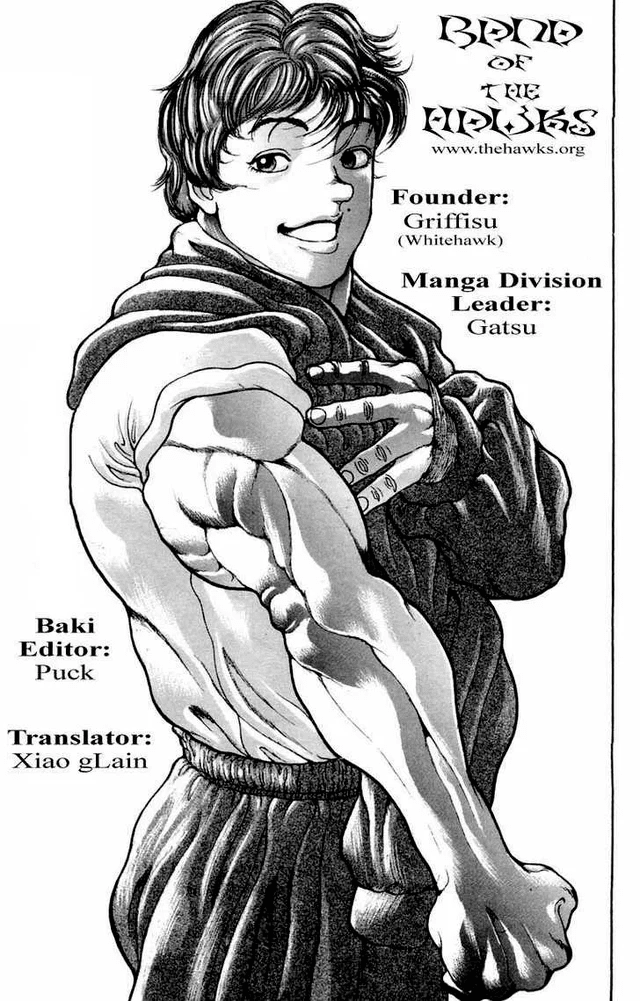 BAND
OF
THE
HAWKS
www.thehawks.org
Founder:
Griffisu
(Whitehawk)
Manga Division
Leader:
Gatsu
Baki
Editor:
Puck
Translator:
Xiao gLain